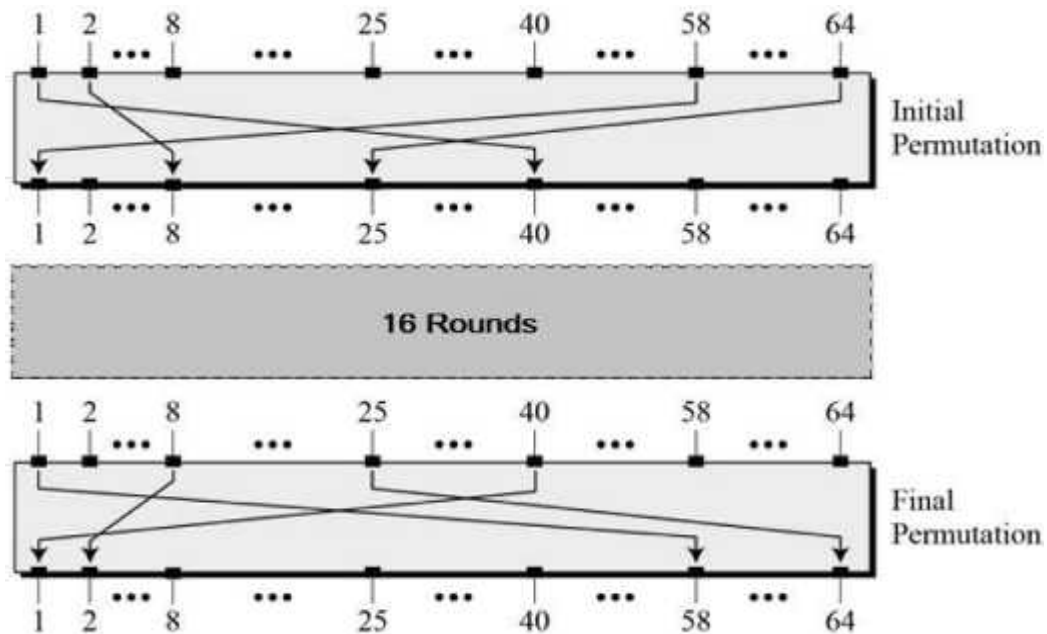 1 2 8 25 40 58 64
••• ••• ••• ••• •••
Initial
Permutation
••• ••• ••• ••• •••
1 2 8 25 40 58 64
16 Rounds
1 2 8 25 40 58 64
••• ••• ••• ••• •••
Final
Permutation
••• ••• ••• ••• •••
1 2 8 25 40 58 64